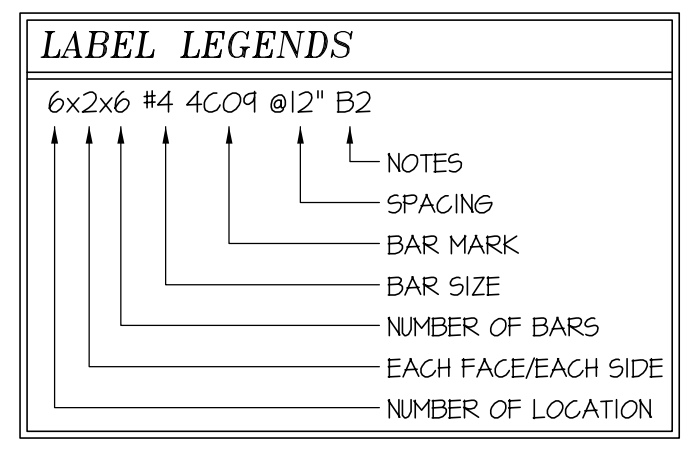 LABEL LEGENDS
6x2x6 #4 4C09 @12" B2
NOTES
SPACING
BAR MARK
BAR SIZE
NUMBER OF BARS
EACH FACE/EACH SIDE
NUMBER OF LOCATION